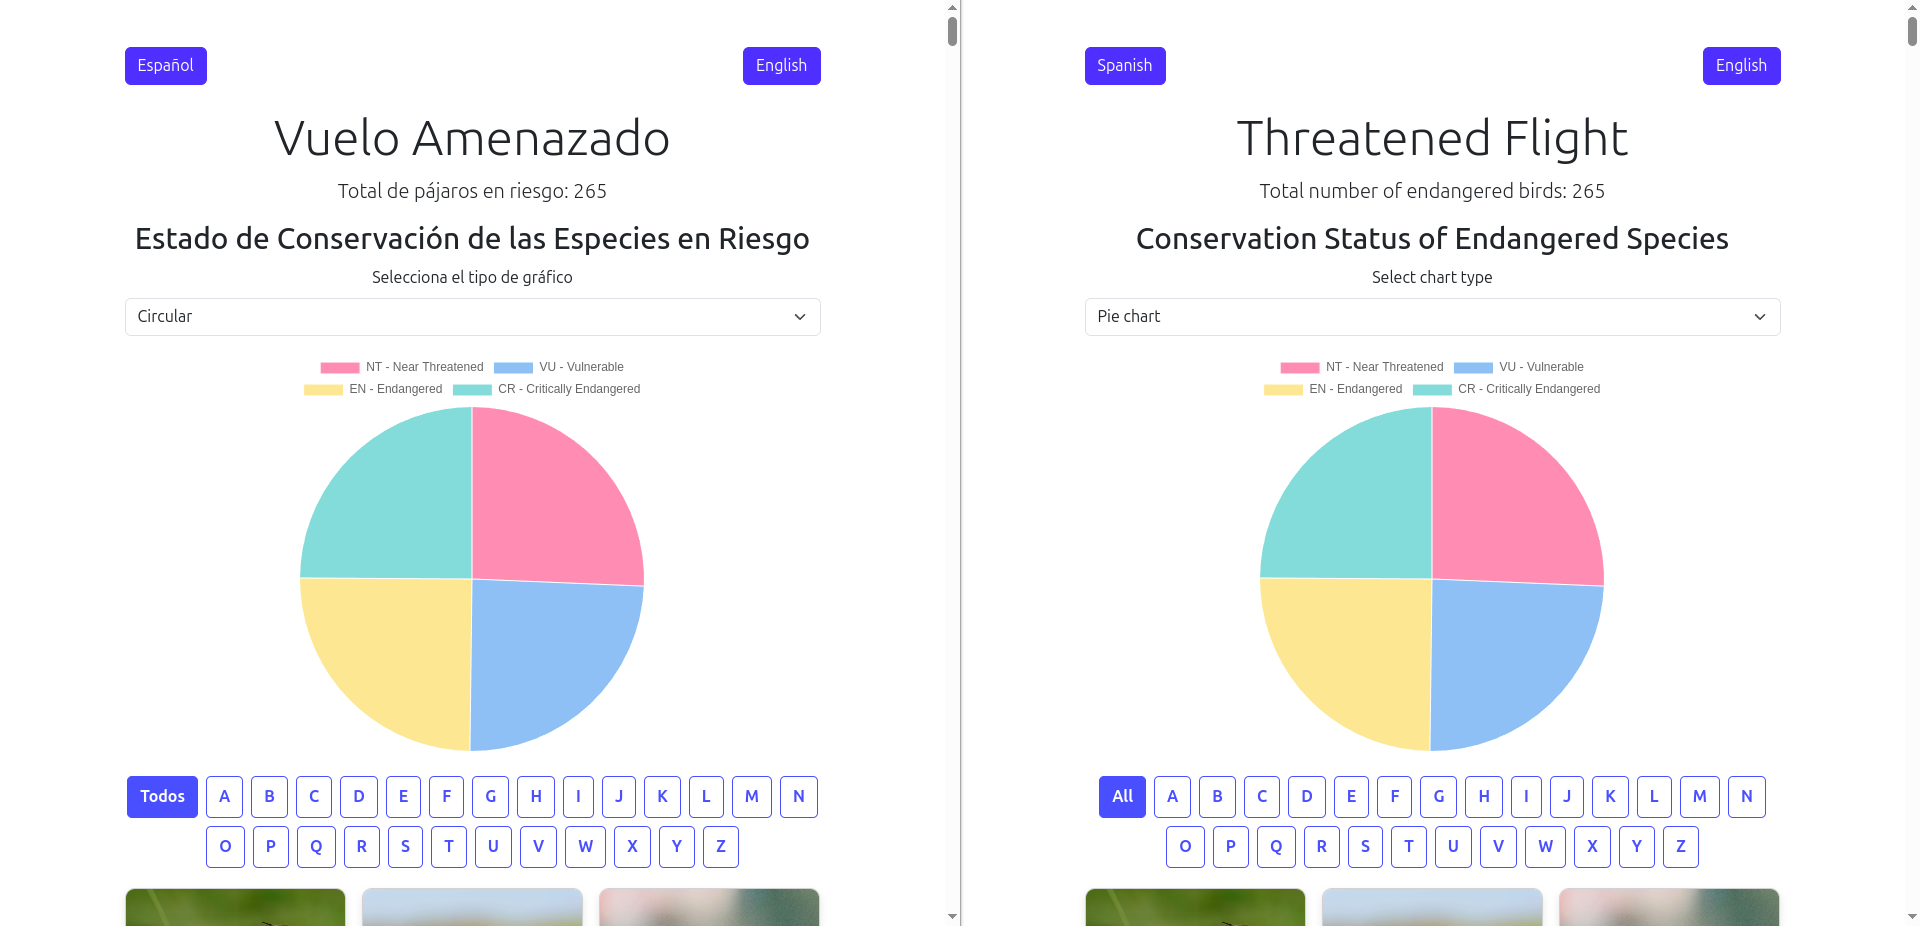 Español English
Vuelo Amenazado
Total de pájaros en riesgo: 265
Estado de Conservación de las Especies en Riesgo
Selecciona el tipo de gráfico
Circular
NT - Near Threatened VU - Vulnerable
EN - Endangered CR - Critically Endangered
Todos A B C D E F G H I J K L M N
O P Q R S T U V W X Y Z
Spanish English
Threatened Flight
Total number of endangered birds: 265
Conservation Status of Endangered Species
Select chart type
Pie chart
NT - Near Threatened VU - Vulnerable
EN - Endangered CR - Critically Endangered
All A B C D E F G H I J K L M N
O P Q R S T U V W X Y Z